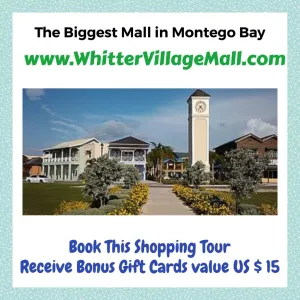 The Biggest Mall in Montego Bay
www.WhitterVillageMall.com
Book This Shopping Tour
Receive Bonus Gift Cards value US $ 15